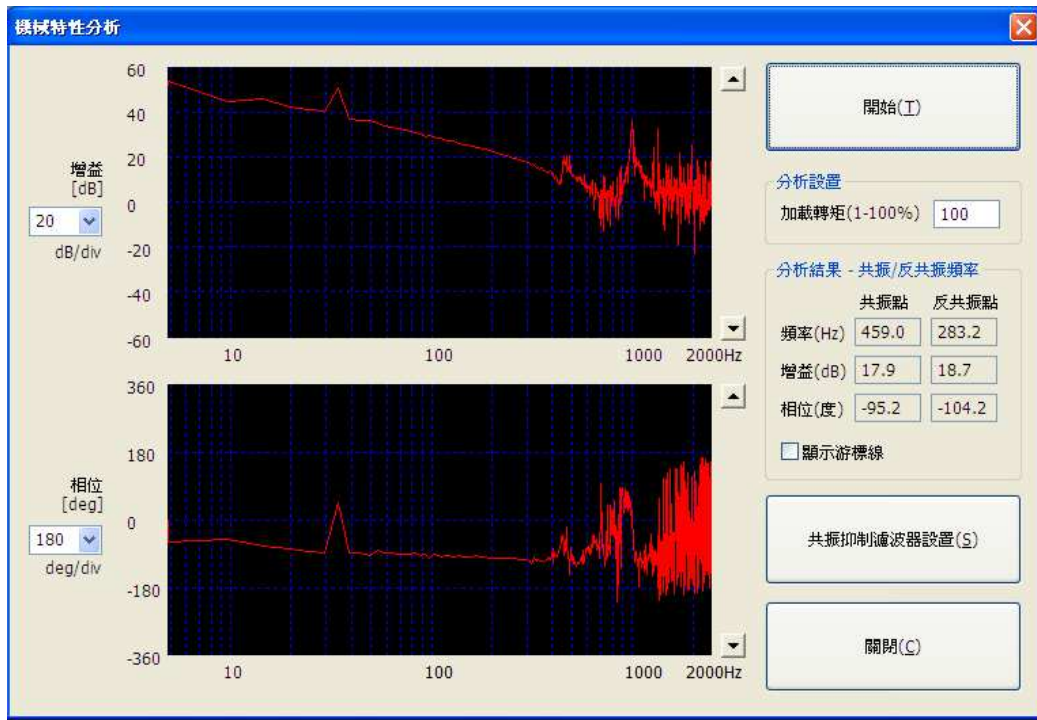 機械特性分析
60
40
20
0
-20
-40
-60
增益
[dB]
20
dB/div
10 100 1000 2000Hz
360
180
0
-180
-360
相位
[deg]
180
deg/div
10 100 1000 2000Hz
開始(T)
分析設置
加載轉矩(1-100%) 100
分析結果 - 共振/反共振頻率
共振點 反共振點
頻率(Hz) 459.0 283.2
增益(dB) 17.9 18.7
相位(度) -95.2 -104.2
顯示游標線
共振抑制濾波器設置(S)
關閉(C)